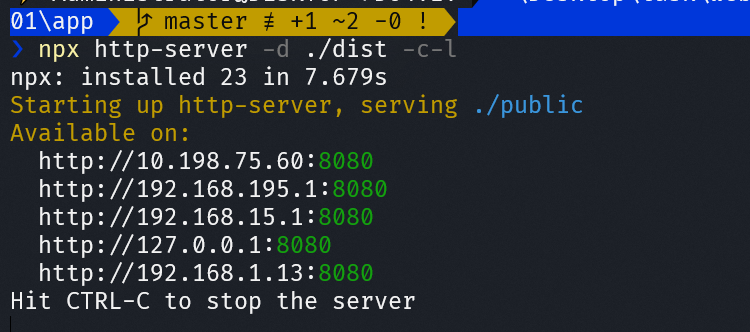 01\app master ≢ +1 ~2 -0 !
❯ npx http-server -d ./dist -c-l
npx: installed 23 in 7.679s
Starting up http-server, serving ./public
Available on:
http://10.198.75.60:8080
http://192.168.195.1:8080
http://192.168.15.1:8080
http://127.0.0.1:8080
http://192.168.1.13:8080
Hit CTRL-C to stop the server